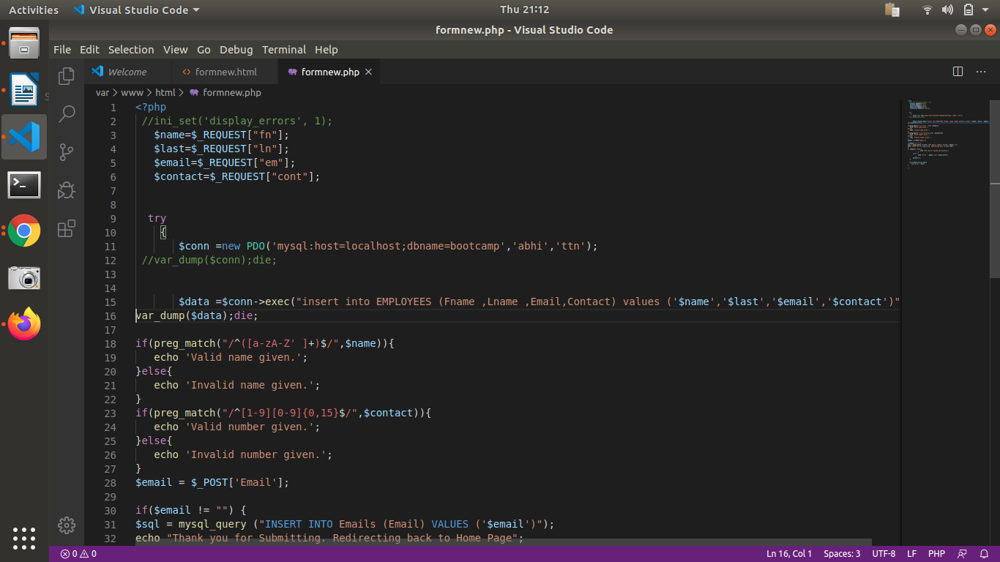 Activities Visual Studio Code Thu 21:12
formnew.php - Visual Studio Code
File Edit Selection View Go Debug Terminal Help
Welcome formnew.html formnew.php
var > www > html > formnew.php
1 <?php
2 //ini_set('display_errors', 1);
3 $name=$_REQUEST["fn"];
4 $last=$_REQUEST["ln"];
5 $email=$_REQUEST["em"];
6 $contact=$_REQUEST["cont"];
7
8
9 try
10 {
11 $conn =new PDO('mysql:host=localhost;dbname=bootcamp','abhi','ttn');
12 //var_dump($conn);die;
13
14
15 $data =$conn->exec("insert into EMPLOYEES (Fname ,Lname ,Email,Contact) values ('$name','$last','$email','$contact')"
16 var_dump($data);die;
17
18 if(preg_match("/^([a-zA-Z' ]+)$/",$name)){
19 echo 'Valid name given.';
20 }else{
21 echo 'Invalid name given.';
22 }
23 if(preg_match("/^[1-9][0-9]{0,15}$/",$contact)){
24 echo 'Valid number given.';
25 }else{
26 echo 'Invalid number given.';
27 }
28 $email = $_POST['Email'];
29
30 if($email != "") {
31 $sql = mysql_query ("INSERT INTO Emails (Email) VALUES ('$email')");
32 echo "Thank you for Submitting. Redirecting back to Home Page";
0 0 Ln 16, Col 1 Spaces: 3 UTF-8 LF PHP